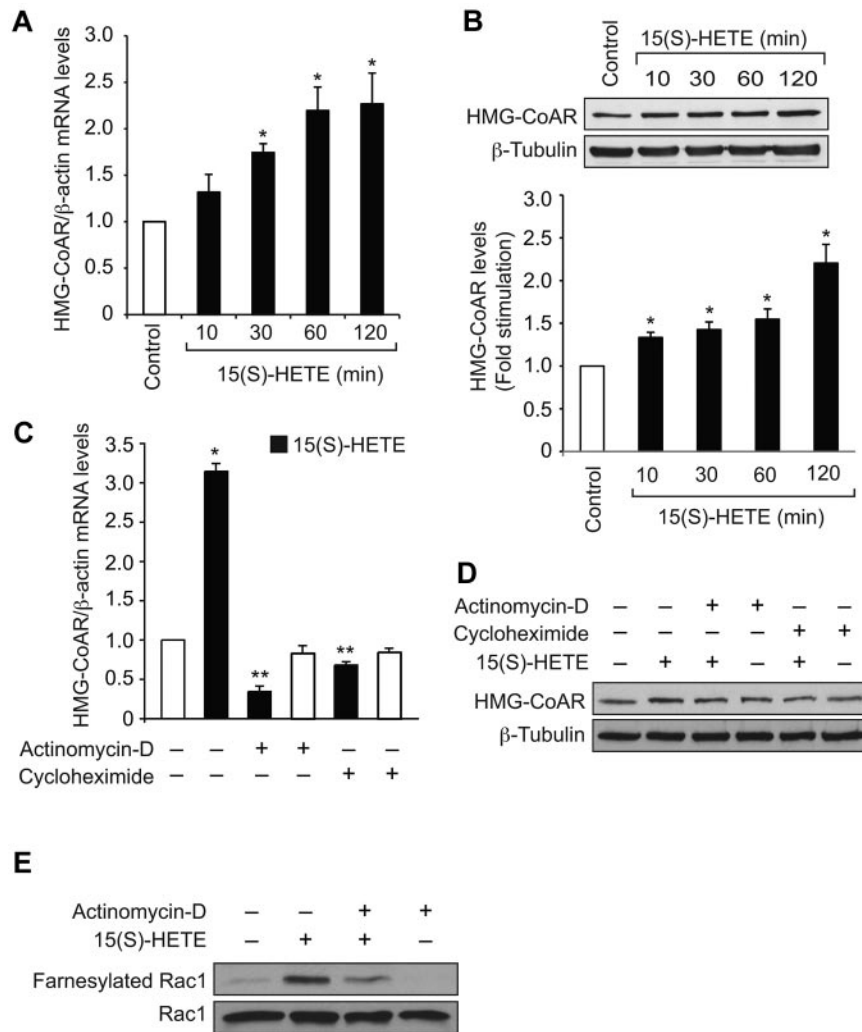 A
HMG-CoAR/β-actin mRNA levels
3.0
2.5
2.0
1.5
1.0
0.5
0
*
*
*
Control
10 30 60 120
15(S)-HETE (min)
B
Control
15(S)-HETE (min)
10 30 60 120
HMG-CoAR
β-Tubulin
HMG-CoAR levels
(Fold stimulation)
2.5
2.0
1.5
1.0
0.5
0
*
*
*
*
Control
10 30 60 120
15(S)-HETE (min)
C
HMG-CoAR/β-actin mRNA levels
3.5
3.0
2.5
2.0
1.5
1.0
0.5
0
15(S)-HETE
*
**
**
Actinomycin-D – – + + – –
Cycloheximide – – – – + +
D
Actinomycin-D – – + + – –
Cycloheximide – – – – + +
15(S)-HETE – + + – + –
HMG-CoAR
β-Tubulin
E
Actinomycin-D – – + +
15(S)-HETE – + + –
Farnesylated Rac1
Rac1